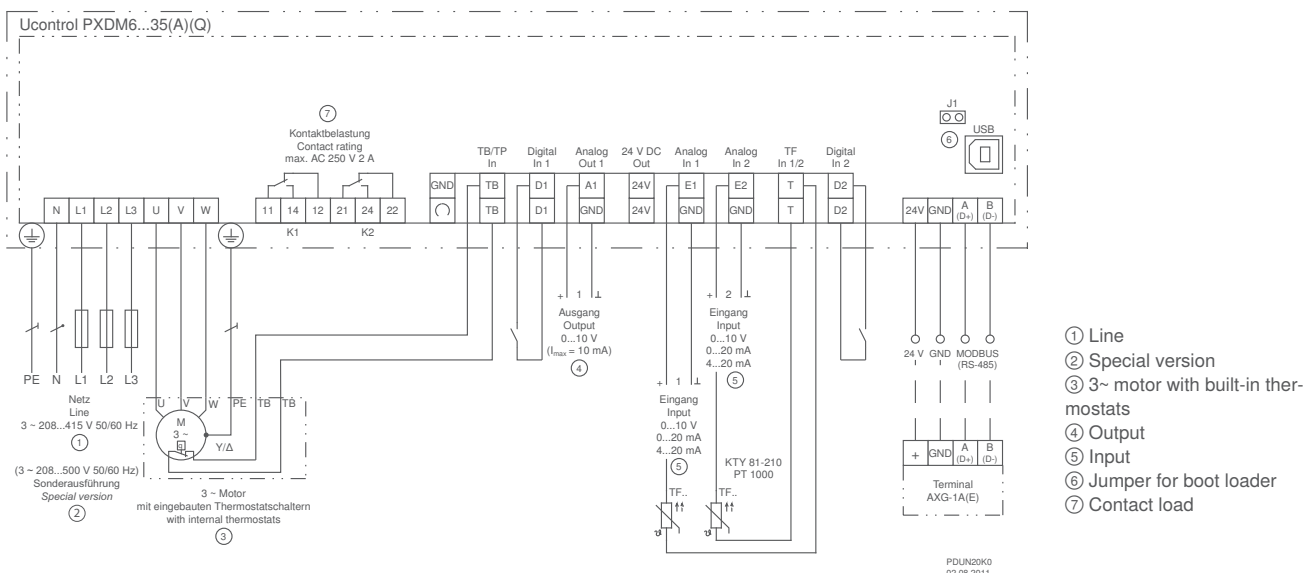 Ucontrol PXDM6...35(A)(Q)
7
Kontaktbelastung
Contact rating
max. AC 250 V 2 A
J1
6
USB
TB/TP
In
Digital
In 1
Analog
Out 1
24 V DC
Out
Analog
In 1
Analog
In 2
TF
In 1/2
Digital
In 2
GND TB D1 A1 24V E1 E2 T D2
N L1 L2 L3 U V W
11 14 12 21 24 22
TB D1 GND 24V GND GND T D2
24V GND A (D+) B (D-)
K1 K2
+ 1 ⊥
Ausgang
Output
0...10 V
(Imax = 10 mA)
4
+ 2 ⊥
Eingang
Input
0...10 V
0...20 mA
4...20 mA
5
24 V GND MODBUS
(RS-485)
PE N L1 L2 L3
Netz
Line
3 ~ 208...415 V 50/60 Hz
1
(3 ~ 208...500 V 50/60 Hz)
Sonderausführung
Special version
2
U V W PE TB TB
M
3 ~
Y/Δ
3 ~ Motor
mit eingebauten Thermostatschaltern
with internal thermostats
3
+ 1 ⊥
Eingang
Input
0...10 V
0...20 mA
4...20 mA
5
KTY 81-210
PT 1000
TF.. TF..
+ GND A (D+) B (D-)
Terminal
AXG-1A(E)
PDUN20K0
02.08.2011
1 Line
2 Special version
3 3~ motor with built-in ther-
mostats
4 Output
5 Input
6 Jumper for boot loader
7 Contact load